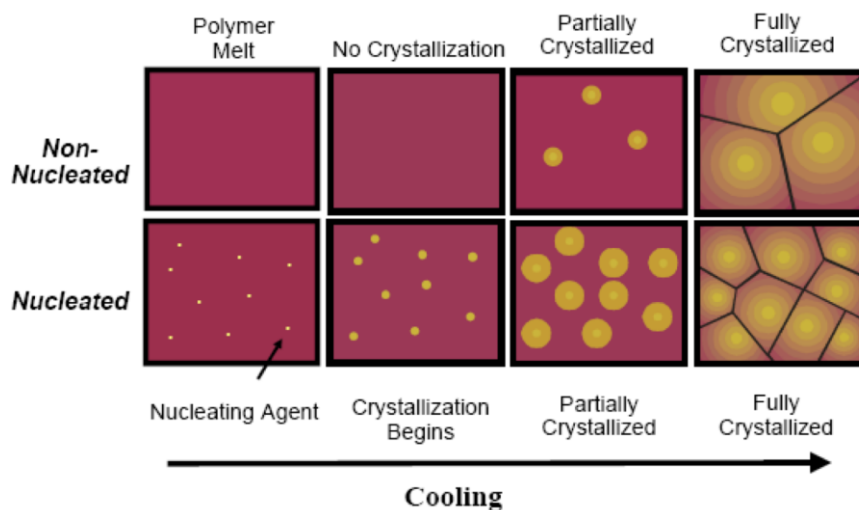 Polymer
Melt
No Crystallization
Partially
Crystallized
Fully
Crystallized
Non-
Nucleated
Nucleated
Nucleating Agent
Crystallization
Begins
Partially
Crystallized
Fully
Crystallized
Cooling